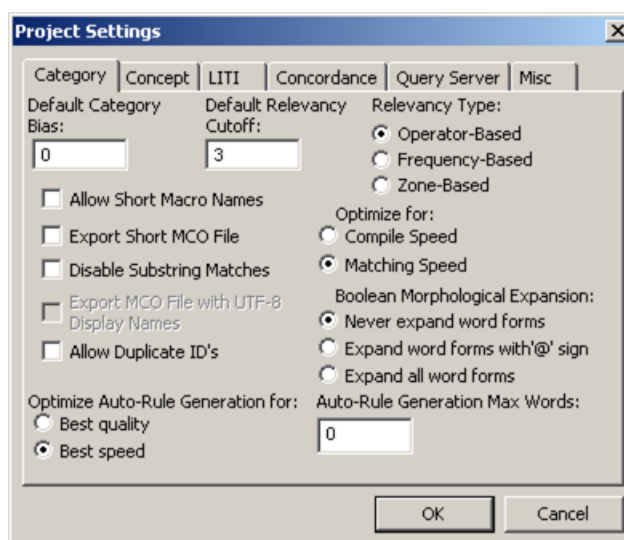 Project Settings
Category Concept LITI Concordance Query Server Misc
Default Category
Bias:
0
Default Relevancy
Cutoff:
3
Relevancy Type:
Operator-Based
Frequency-Based
Zone-Based
Allow Short Macro Names
Export Short MCO File
Disable Substring Matches
Export MCO File with UTF-8
Display Names
Allow Duplicate ID's
Optimize for:
Compile Speed
Matching Speed
Boolean Morphological Expansion:
Never expand word forms
Expand word forms with'@' sign
Expand all word forms
Optimize Auto-Rule Generation for:
Best quality
Best speed
Auto-Rule Generation Max Words:
0
OK Cancel